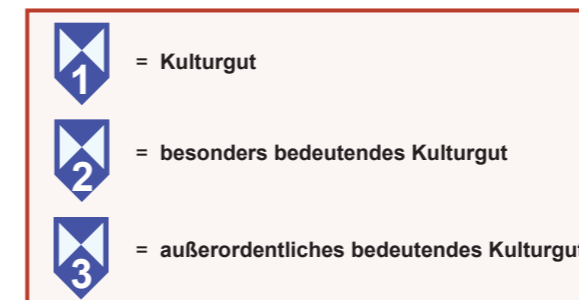 1 = Kulturgut
2 = besonders bedeutendes Kulturgut
3 = außerordentliches bedeutendes Kulturgut